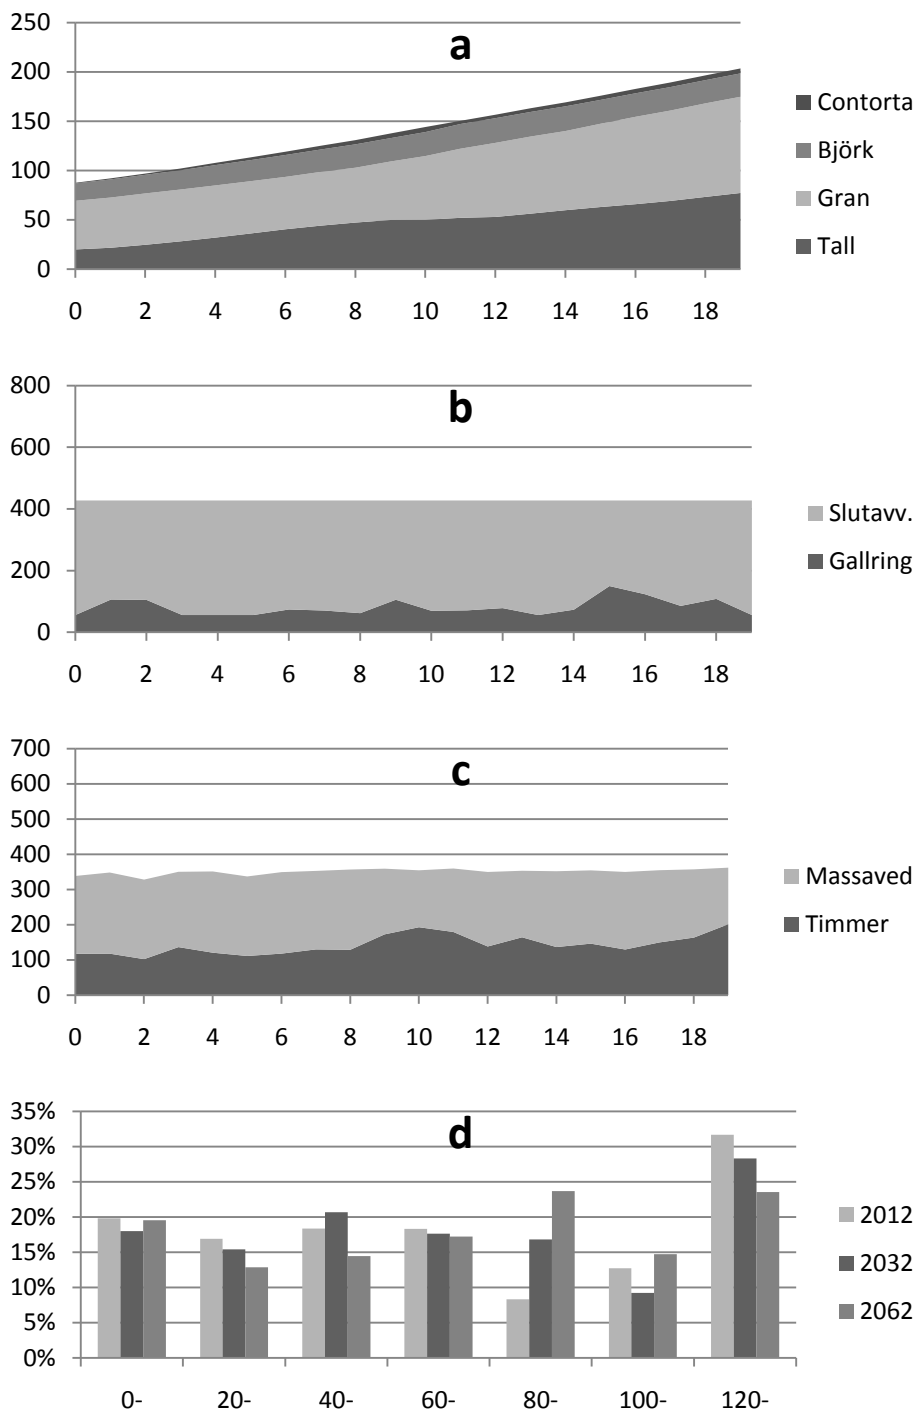 a
250
200
150
100
50
0
0 2 4 6 8 10 12 14 16 18
Contorta
Björk
Gran
Tall
b
800
600
400
200
0
0 2 4 6 8 10 12 14 16 18
Slutavv.
Gallring
c
700
600
500
400
300
200
100
0
0 2 4 6 8 10 12 14 16 18
Massaved
Timmer
d
35%
30%
25%
20%
15%
10%
5%
0%
0- 20- 40- 60- 80- 100- 120-
2012
2032
2062